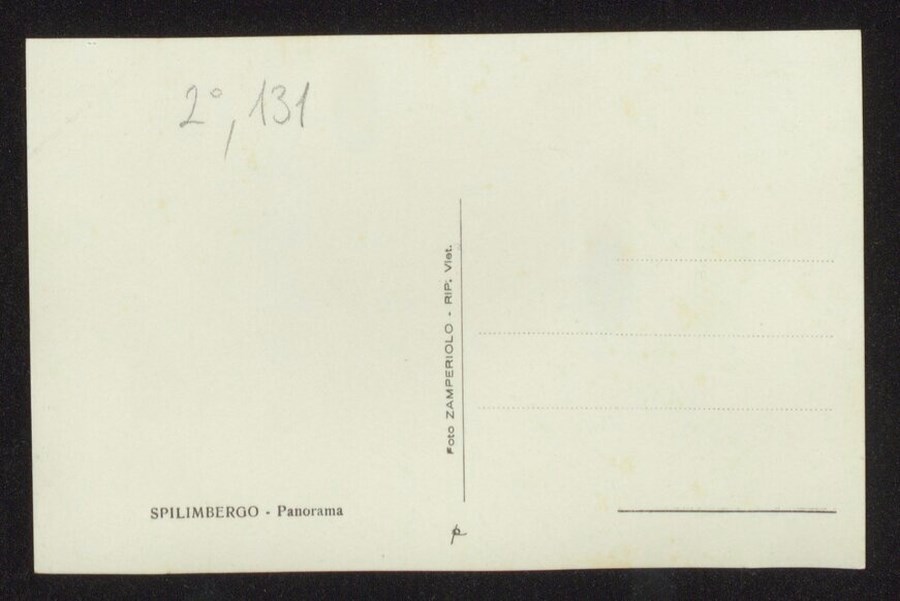 2°, 131
Foto ZAMPERIOLO - RIP. Viet.
SPILIMBERGO - Panorama